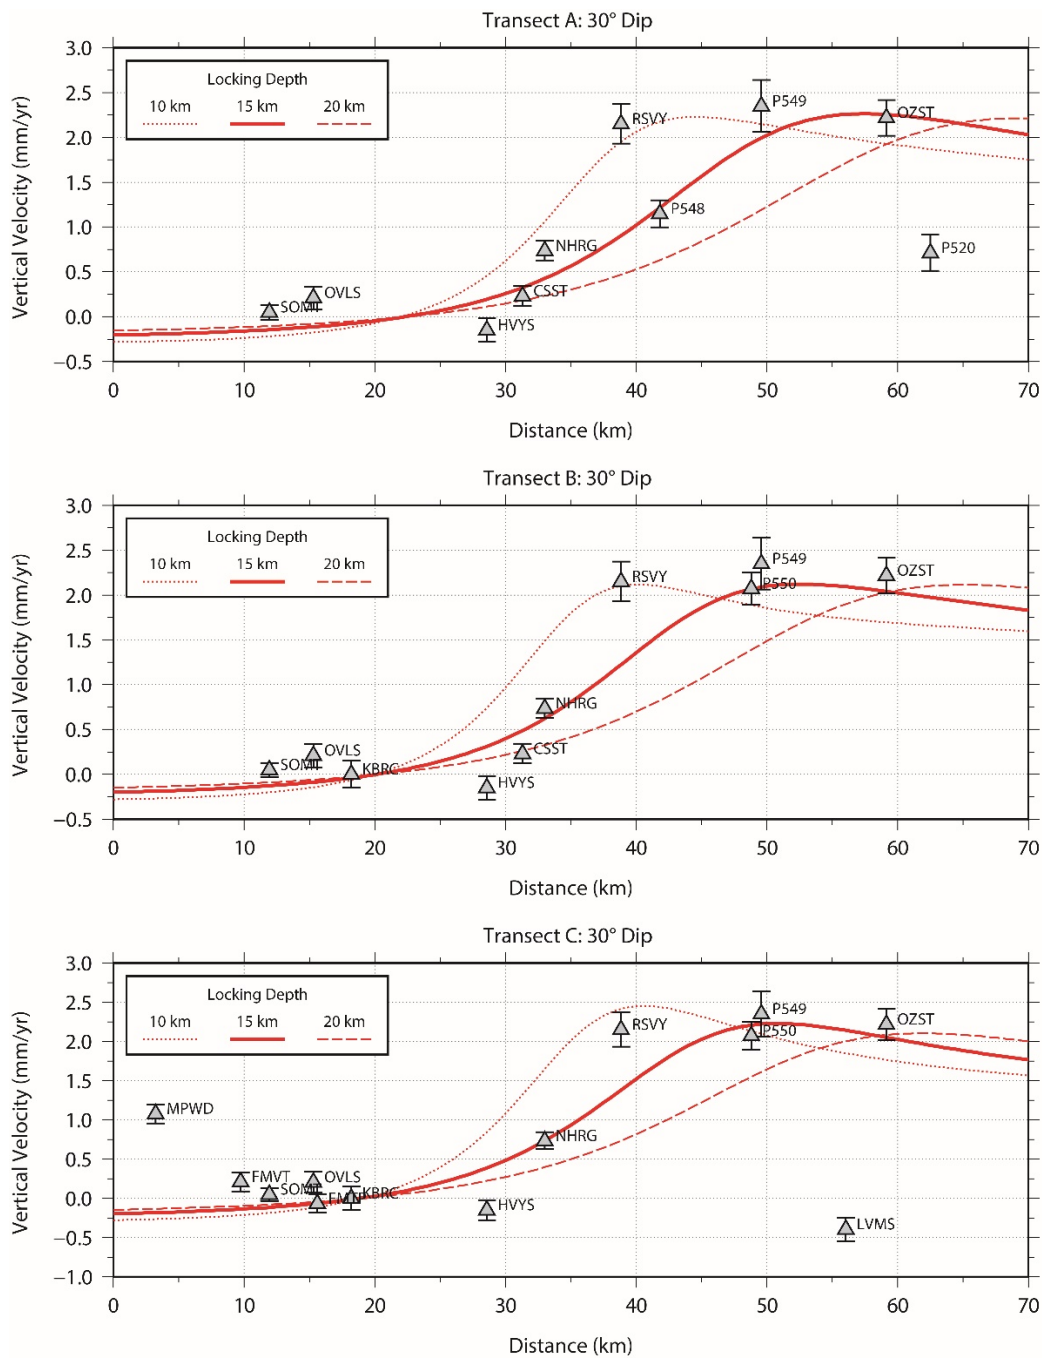 Transect A: 30° Dip
Vertical Velocity (mm/yr)
3.0
2.5
2.0
1.5
1.0
0.5
0.0
−0.5
Locking Depth
10 km 15 km 20 km
P549
RSVY
OZST
P548
NHRG
P520
CSST
OVLS
SOMT
HVYS
0 10 20 30 40 50 60 70
Distance (km)
Transect B: 30° Dip
Vertical Velocity (mm/yr)
3.0
2.5
2.0
1.5
1.0
0.5
0.0
−0.5
Locking Depth
10 km 15 km 20 km
P549
RSVY
P550
OZST
NHRG
OVLS
CSST
SOMT
KBRC
HVYS
0 10 20 30 40 50 60 70
Distance (km)
Transect C: 30° Dip
Vertical Velocity (mm/yr)
3.0
2.5
2.0
1.5
1.0
0.5
0.0
−0.5
−1.0
Locking Depth
10 km 15 km 20 km
P549
RSVY
P550
OZST
MPWD
NHRG
FMVT
OVLS
SOMT
KBRC
HVYS
LVMS
0 10 20 30 40 50 60 70
Distance (km)